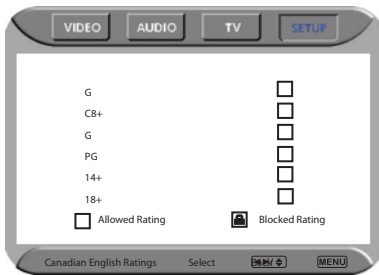 VIDEO AUDIO TV SETUP
G
C8+
G
PG
14+
18+
Allowed Rating Blocked Rating
Canadian English Ratings Select MENU